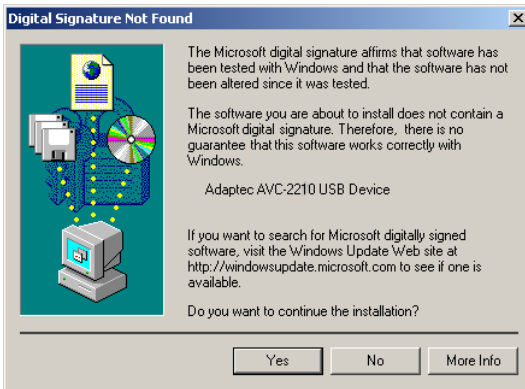 Digital Signature Not Found
The Microsoft digital signature affirms that software has
been tested with Windows and that the software has not
been altered since it was tested.
The software you are about to install does not contain a
Microsoft digital signature. Therefore, there is no
guarantee that this software works correctly with
Windows.
Adaptec AVC-2210 USB Device
If you want to search for Microsoft digitally signed
software, visit the Windows Update Web site at
http://windowsupdate.microsoft.com to see if one is
available.
Do you want to continue the installation?
Yes No More Info